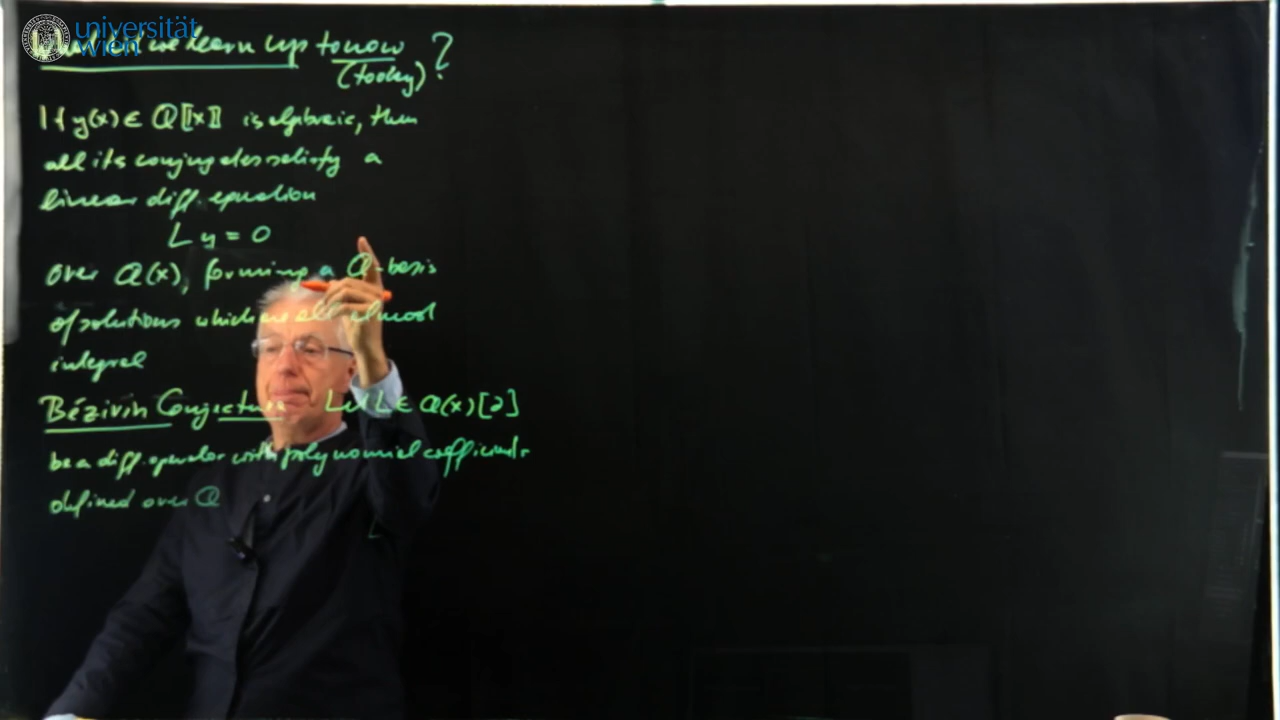 universität
wien
we learn up to now
(today) ?
If y(x) ∈ Q[[x]] is algebraic, then
all its conjugates satisfy a
linear diff. equation
L y = 0
over Q(x), forming a Q-basis
of solutions which are all almost
integral
Bézivin Conjecture Let L ∈ Q(x)[∂]
be a diff. operator with polynomial coefficients
defined over Q